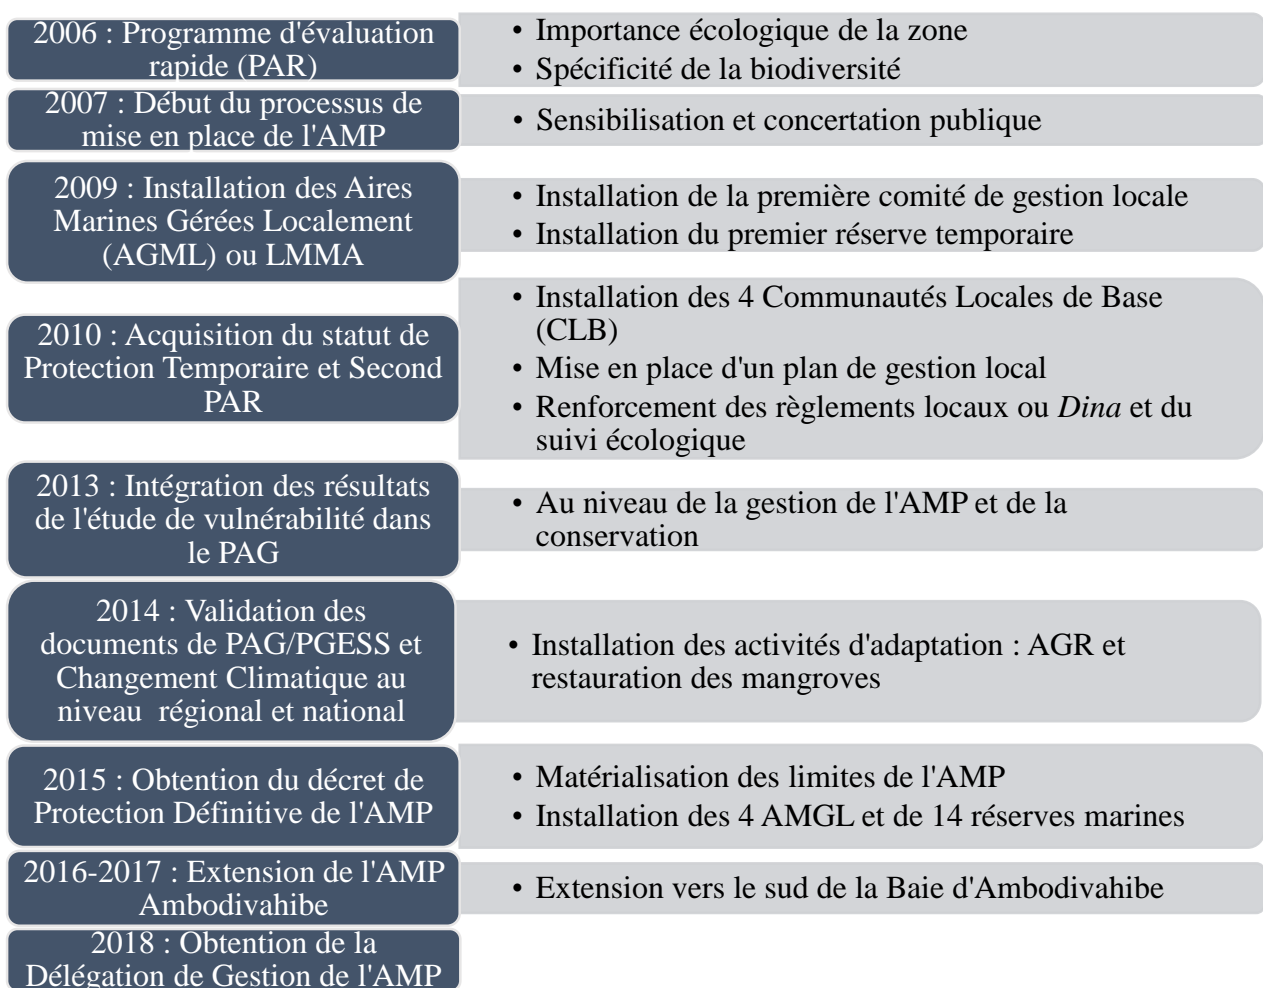 2006 : Programme d'évaluation
rapide (PAR)
• Importance écologique de la zone
• Spécificité de la biodiversité
2007 : Début du processus de
mise en place de l'AMP
• Sensibilisation et concertation publique
2009 : Installation des Aires
Marines Gérées Localement
(AGML) ou LMMA
• Installation de la première comité de gestion locale
• Installation du premier réserve temporaire
2010 : Acquisition du statut de
Protection Temporaire et Second
PAR
• Installation des 4 Communautés Locales de Base
(CLB)
• Mise en place d'un plan de gestion local
• Renforcement des règlements locaux ou Dina et du
suivi écologique
2013 : Intégration des résultats
de l'étude de vulnérabilité dans
le PAG
• Au niveau de la gestion de l'AMP et de la
conservation
2014 : Validation des
documents de PAG/PGESS et
Changement Climatique au
niveau régional et national
• Installation des activités d'adaptation : AGR et
restauration des mangroves
2015 : Obtention du décret de
Protection Définitive de l'AMP
• Matérialisation des limites de l'AMP
• Installation des 4 AMGL et de 14 réserves marines
2016-2017 : Extension de l'AMP
Ambodivahibe
• Extension vers le sud de la Baie d'Ambodivahibe
2018 : Obtention de la
Délégation de Gestion de l'AMP